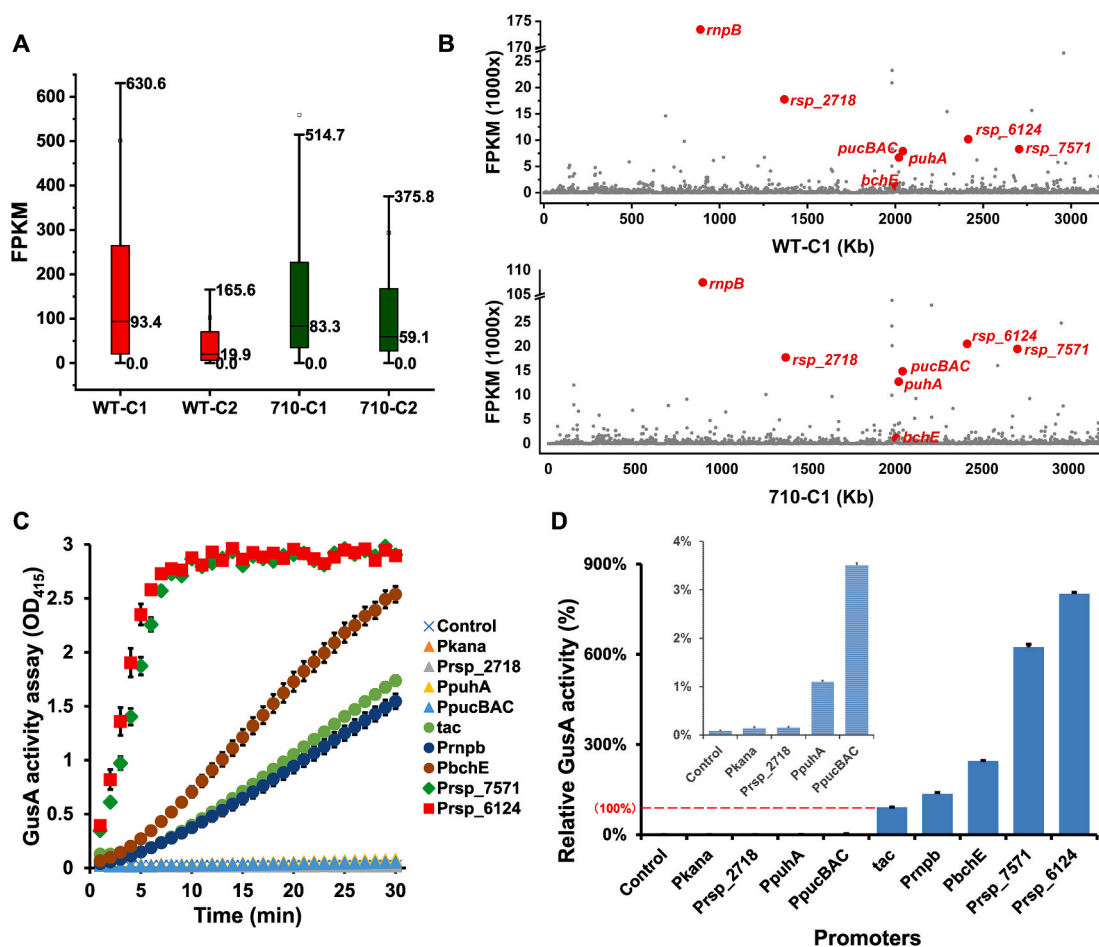 A
FPKM
600
500
400
300
200
100
0
630.6
93.4
0.0
165.6
19.9
0.0
514.7
83.3
0.0
375.8
59.1
0.0
WT-C1
WT-C2
710-C1
710-C2
B
FPKM (1000x)
175
170
25
20
15
10
5
0
rnpB
rsp_2718
pucBAC
puhA
bchE
rsp_6124
rsp_7571
0
500
1000
1500
2000
2500
3000
WT-C1 (Kb)
FPKM (1000x)
110
105
30
25
20
15
10
5
0
rnpB
rsp_2718
pucBAC
puhA
bchE
rsp_6124
rsp_7571
0
500
1000
1500
2000
2500
3000
710-C1 (Kb)
C
GusA activity assay (OD415)
3
2.5
2
1.5
1
0.5
0
0
5
10
15
20
25
30
Time (min)
Control
Pkana
Prsp_2718
PpuhA
PpucBAC
tac
Prnpb
PbchE
Prsp_7571
Prsp_6124
D
Relative GusA activity (%)
900%
600%
300%
(100%)
0%
4%
3%
2%
1%
0%
Control
Pkana
Prsp_2718
PpuhA
PpucBAC
Control
Pkana
Prsp_2718
PpuhA
PpucBAC
tac
Prnpb
PbchE
Prsp_7571
Prsp_6124
Promoters